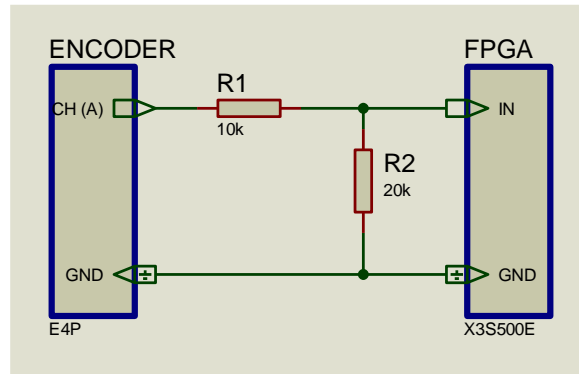 ENCODER
FPGA
R1
CH (A)
10k
IN
R2
20k
GND
GND
E4P
X3S500E